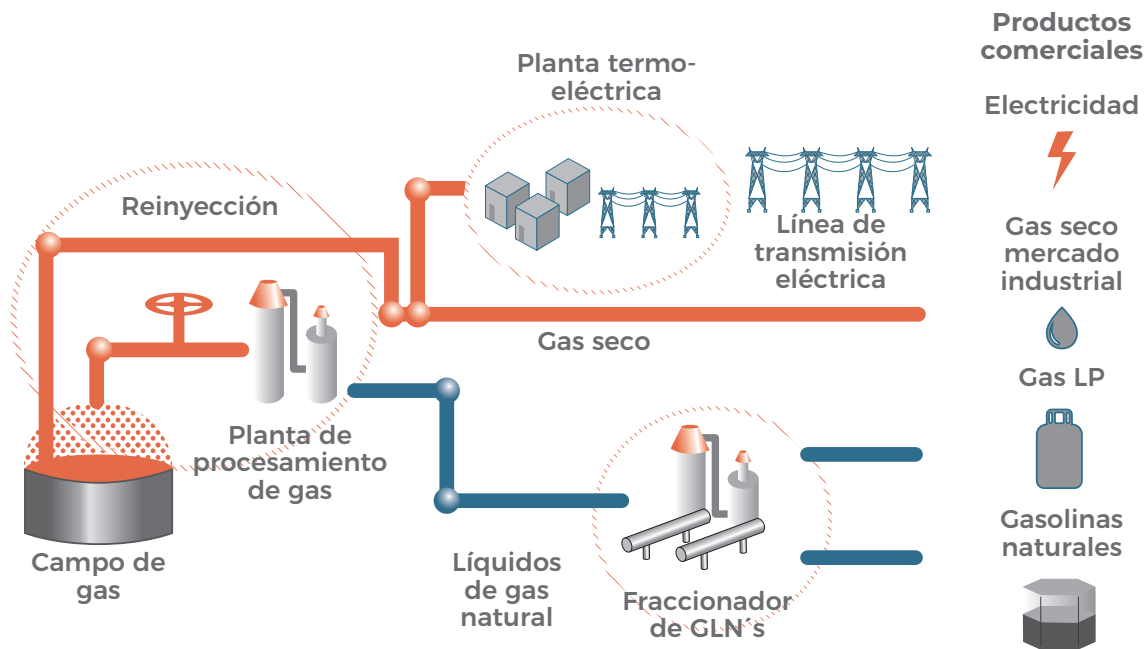 Planta termo-
eléctrica
Reinyección
Línea de
transmisión
eléctrica
Gas seco
Planta de
procesamiento
de gas
Campo de
gas
Líquidos
de gas
natural
Fraccionador
de GLN´s
Productos
comerciales
Electricidad
Gas seco
mercado
industrial
Gas LP
Gasolinas
naturales